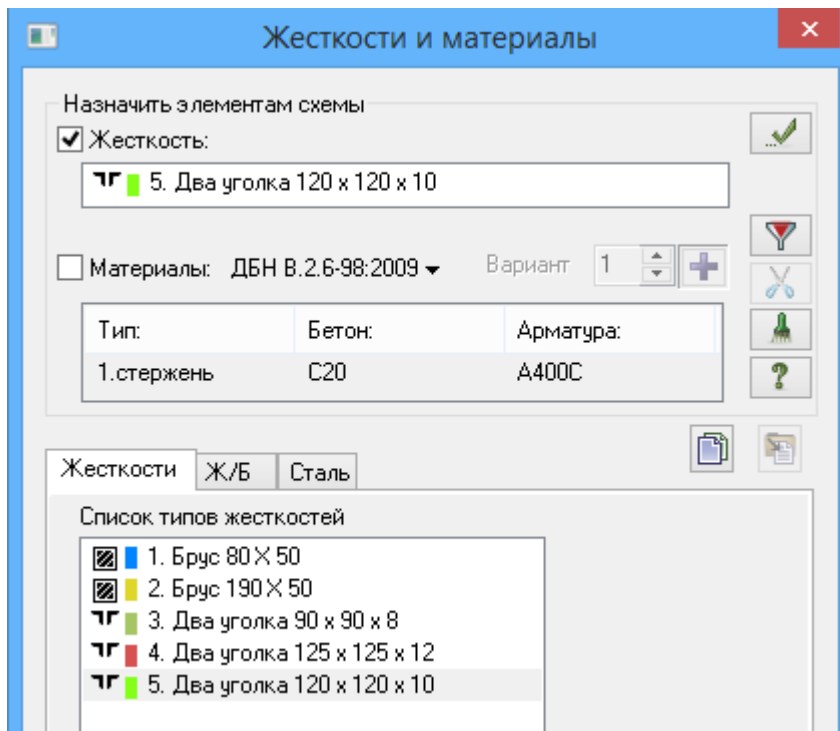 Жесткости и материалы
Назначить элементам схемы
Жесткость:
5. Два уголка 120 x 120 x 10
Материалы: ДБН В.2.6-98:2009 Вариант 1
Тип: Бетон: Арматура:
1.стержень С20 А400С
Жесткости Ж/Б Сталь
Список типов жесткостей
1. Брус 80 X 50
2. Брус 190 X 50
3. Два уголка 90 x 90 x 8
4. Два уголка 125 x 125 x 12
5. Два уголка 120 x 120 x 10